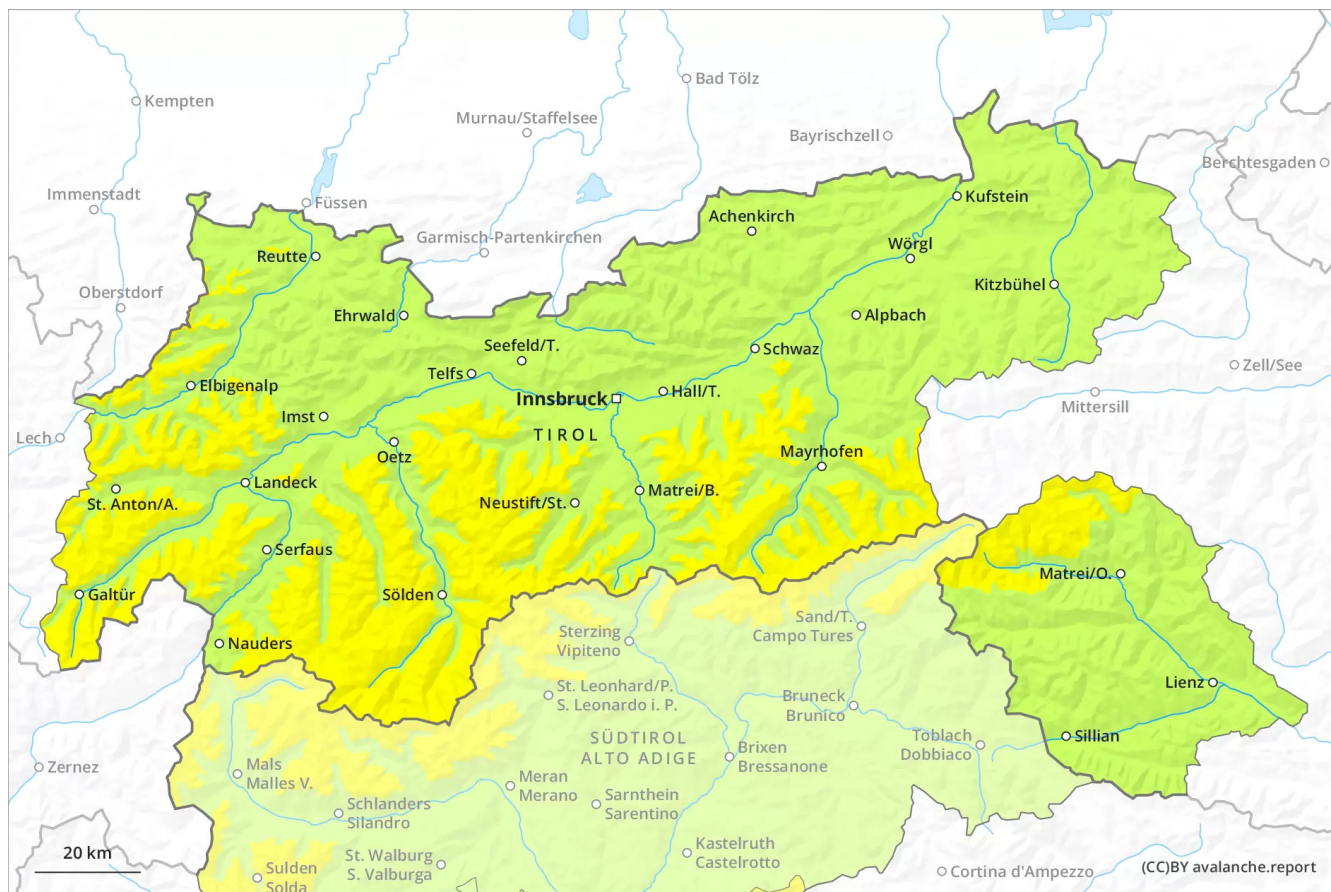 Bad Tölz
Kempten
Murnau/Staffelsee
Bayrischzell
Berchtesgaden
Immenstadt
Füssen
Kufstein
Achenkirch
Garmisch-Partenkirchen
Wörgl
Reutte
Kitzbühel
Oberstdorf
Ehrwald
Alpbach
Seefeld/T.
Schwaz
Zell/See
Telfs
Elbigenalp
Hall/T.
Mittersill
Innsbruck
Imst
TIROL
Lech
Oetz
Mayrhofen
Landeck
Matrei/B.
St. Anton/A.
Neustift/St.
Serfaus
Matrei/O.
Galtür
Sölden
Sand/T.
Campo Tures
Sterzing
Vipiteno
Nauders
Lienz
St. Leonhard/P.
S. Leonardo i. P.
Bruneck
Brunico
Sillian
SÜDTIROL
ALTO ADIGE
Toblach
Dobbiaco
Brixen
Bressanone
Zernez
Mals
Malles V.
Meran
Merano
Sarnthein
Sarentino
Schlanders
Silandro
Kastelruth
Castelrotto
20 km
St. Walburg
S. Valburga
Sulden
Solda
Cortina d'Ampezzo
(CC)BY avalanche.report